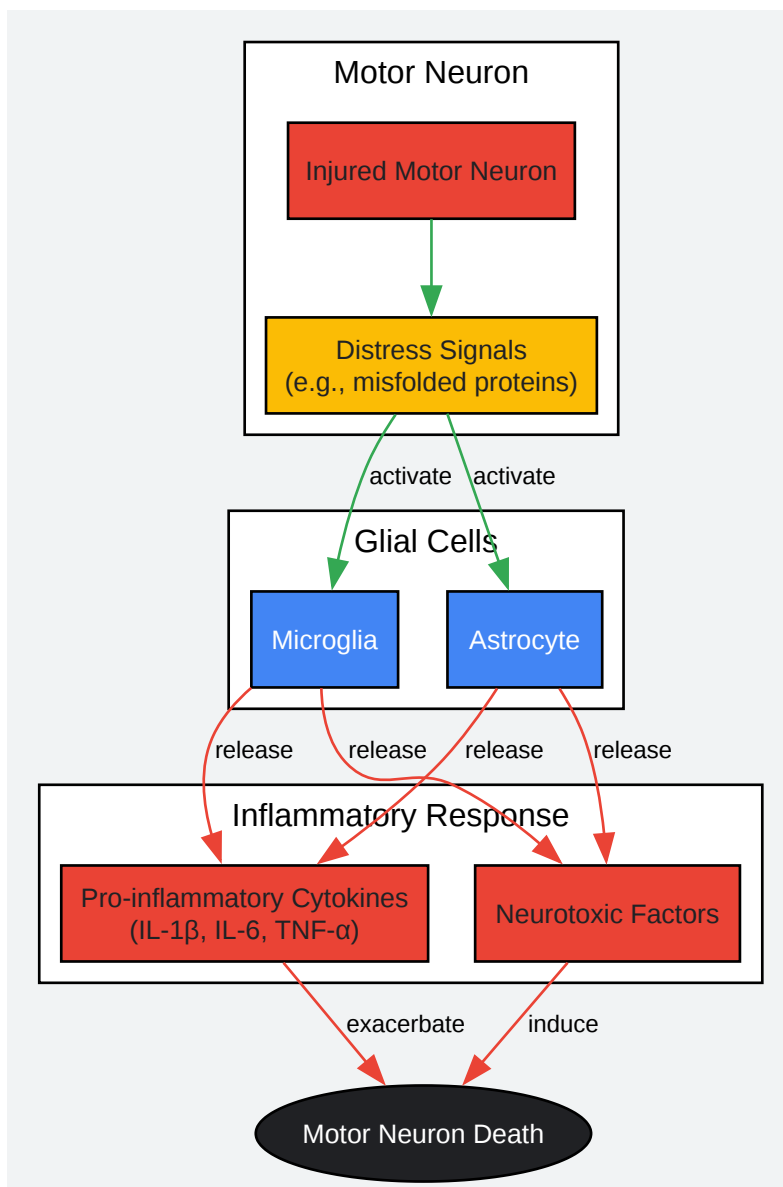 Motor Neuron
Injured Motor Neuron
Distress Signals
(e.g., misfolded proteins)
activate
activate
Glial Cells
Microglia
Astrocyte
release
release
release
release
Inflammatory Response
Pro-inflammatory Cytokines
(IL-1β, IL-6, TNF-α)
Neurotoxic Factors
exacerbate
induce
Motor Neuron Death